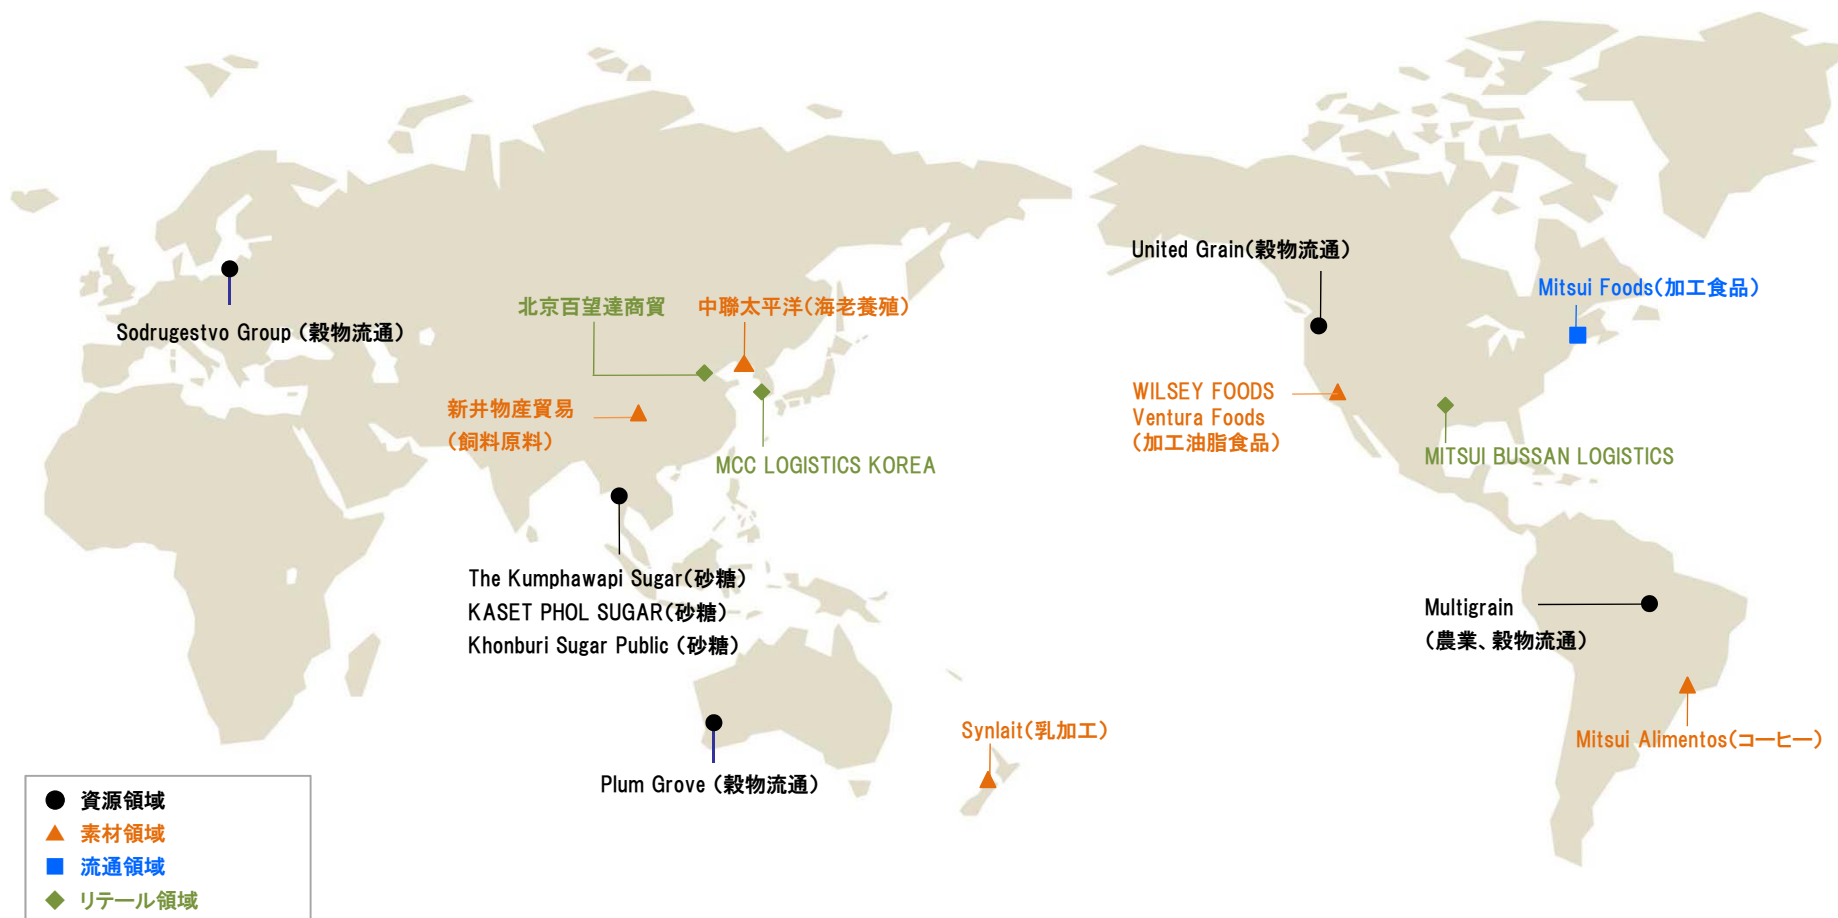 United Grain(穀物流通)
Mitsui Foods(加工食品)
北京百望達商貿
中聯太平洋(海老養殖)
Sodrugestvo Group (穀物流通)
新井物産貿易
(飼料原料)
WILSEY FOODS
Ventura Foods
(加工油脂食品)
MCC LOGISTICS KOREA
MITSUI BUSSAN LOGISTICS
The Kumphawapi Sugar(砂糖)
KASET PHOL SUGAR(砂糖)
Khonburi Sugar Public (砂糖)
Multigrain
(農業、穀物流通)
Synlait(乳加工)
Mitsui Alimentos(コーヒー)
Plum Grove (穀物流通)
資源領域
素材領域
流通領域
リテール領域